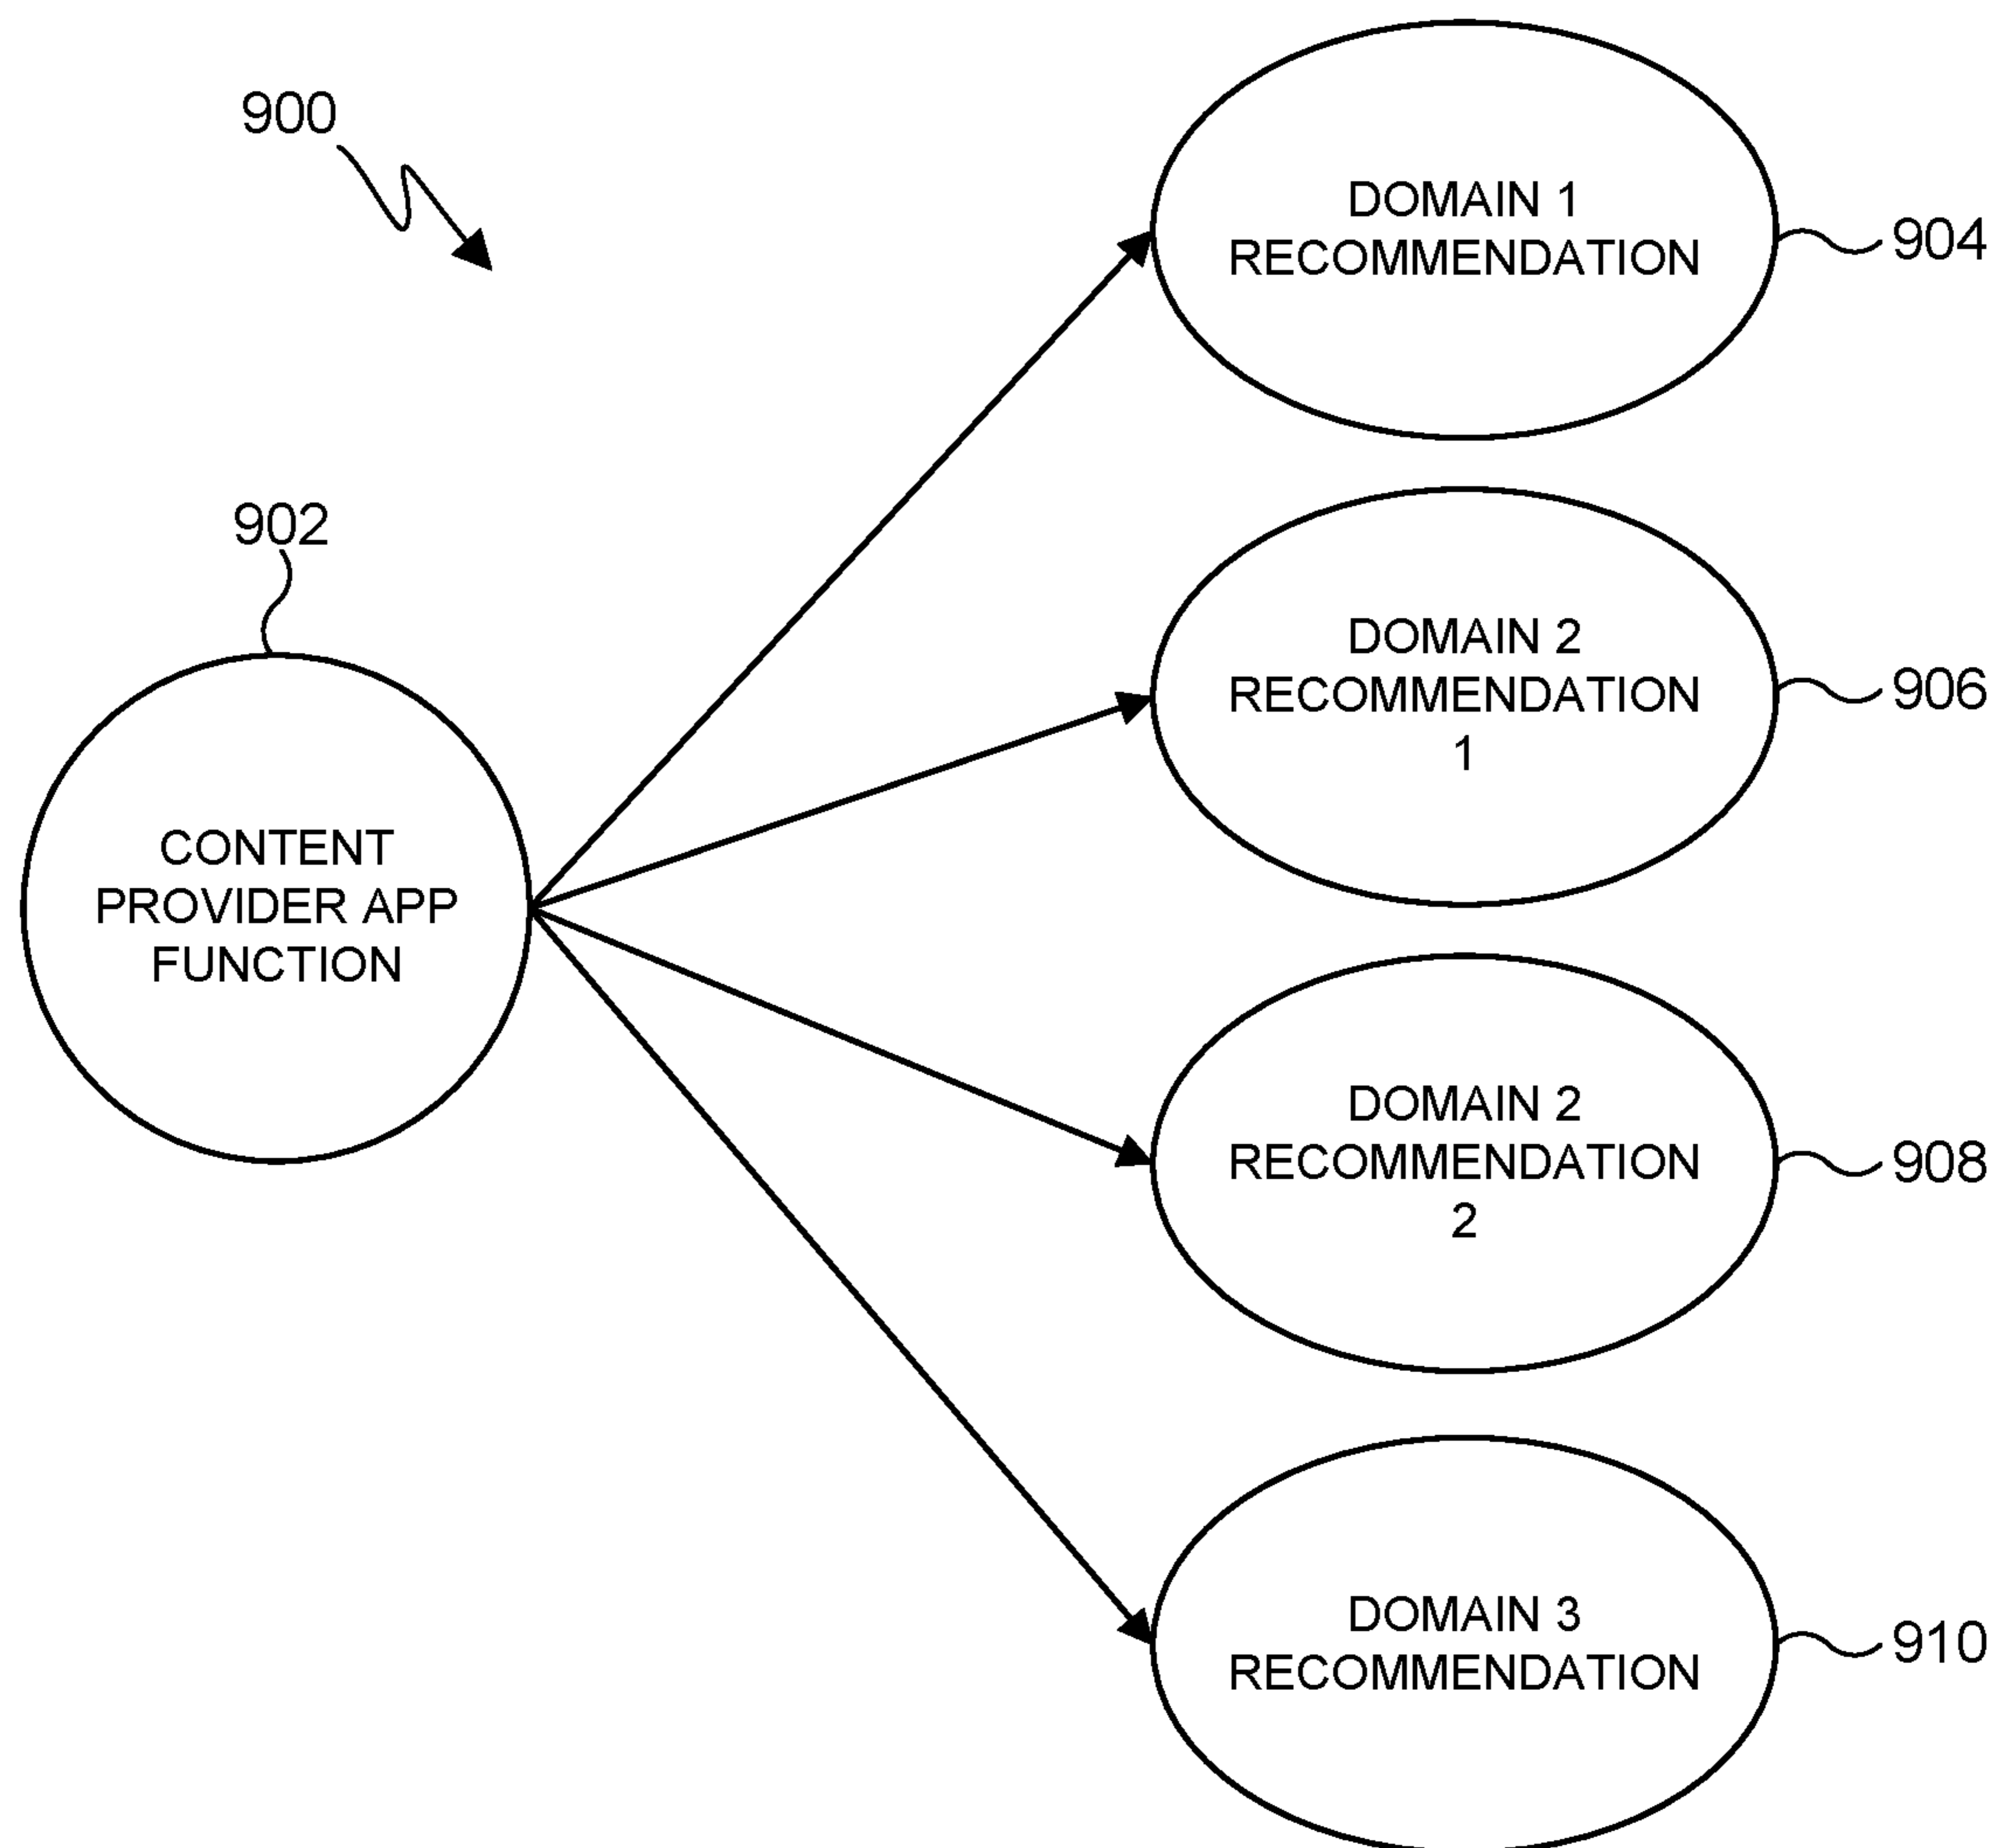 900
DOMAIN 1
RECOMMENDATION
904
902
DOMAIN 2
RECOMMENDATION
1
906
CONTENT
PROVIDER APP
FUNCTION
DOMAIN 2
RECOMMENDATION
2
908
DOMAIN 3
RECOMMENDATION
910